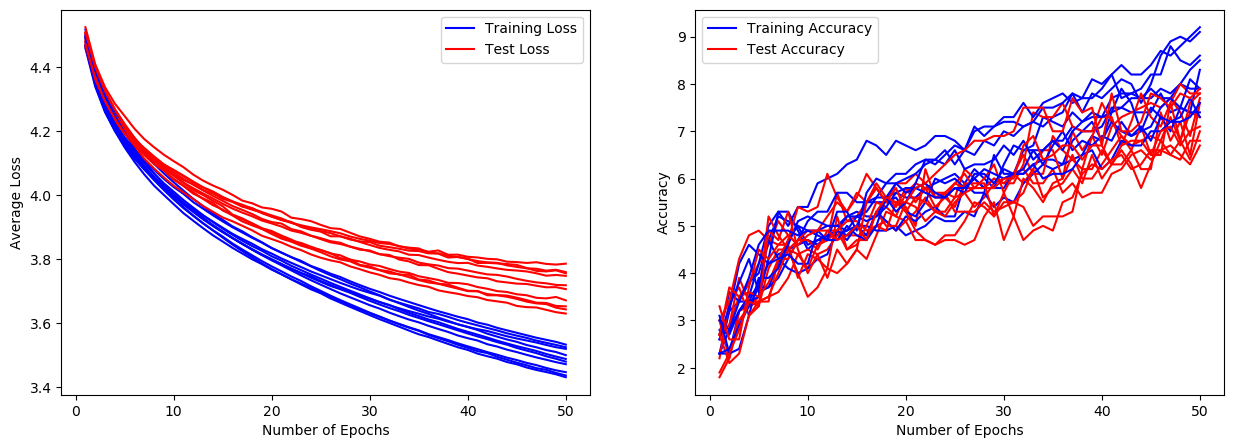 Training Loss
Test Loss
4.4
4.2
4.0
3.8
3.6
3.4
Average Loss
0 10 20 30 40 50
Number of Epochs
Training Accuracy
Test Accuracy
9
8
7
6
5
4
3
2
Accuracy
0 10 20 30 40 50
Number of Epochs